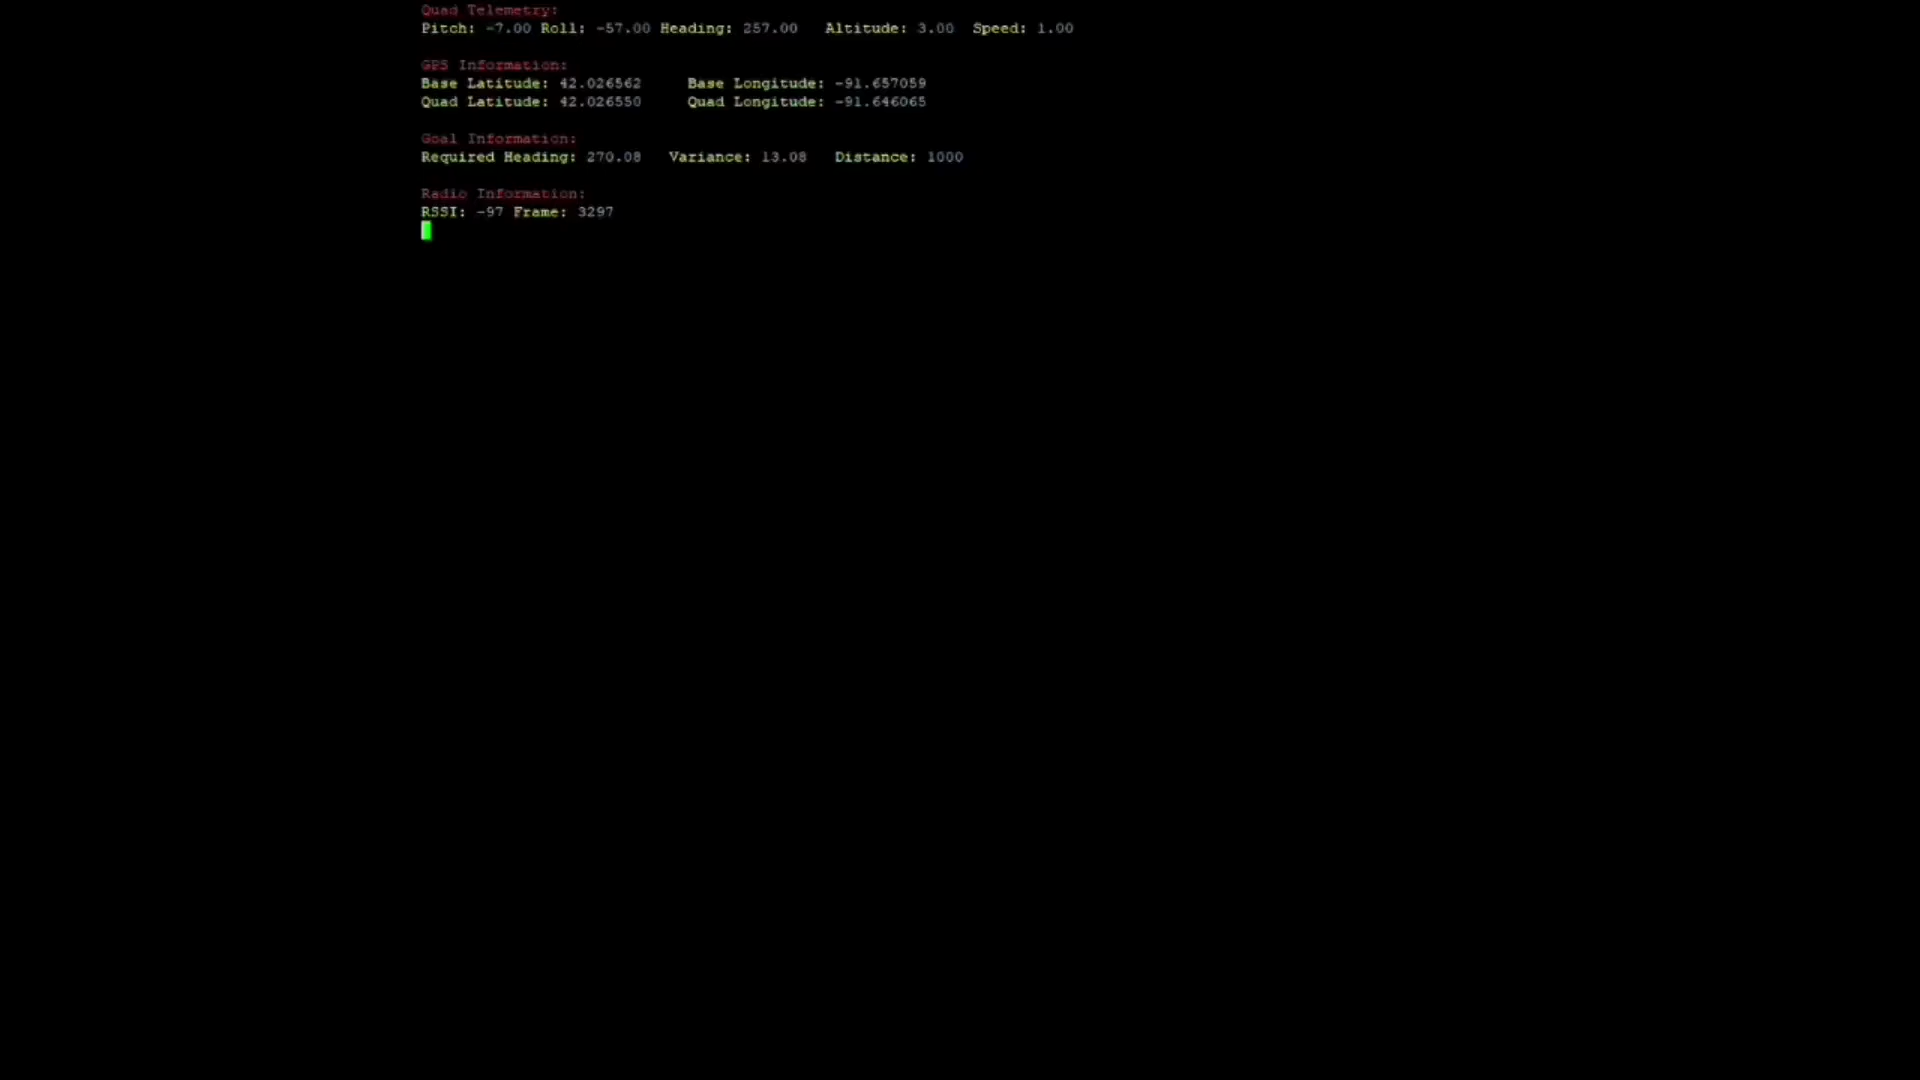 Quad Telemetry:
Pitch: -7.00 Roll: -57.00 Heading: 257.00 Altitude: 3.00 Speed: 1.00
GPS Information:
Base Latitude: 42.026562 Base Longitude: -91.657059
Quad Latitude: 42.026550 Quad Longitude: -91.646065
Goal Information:
Required Heading: 270.08 Variance: 13.08 Distance: 1000
Radio Information:
RSSI: -97 Frame: 3297